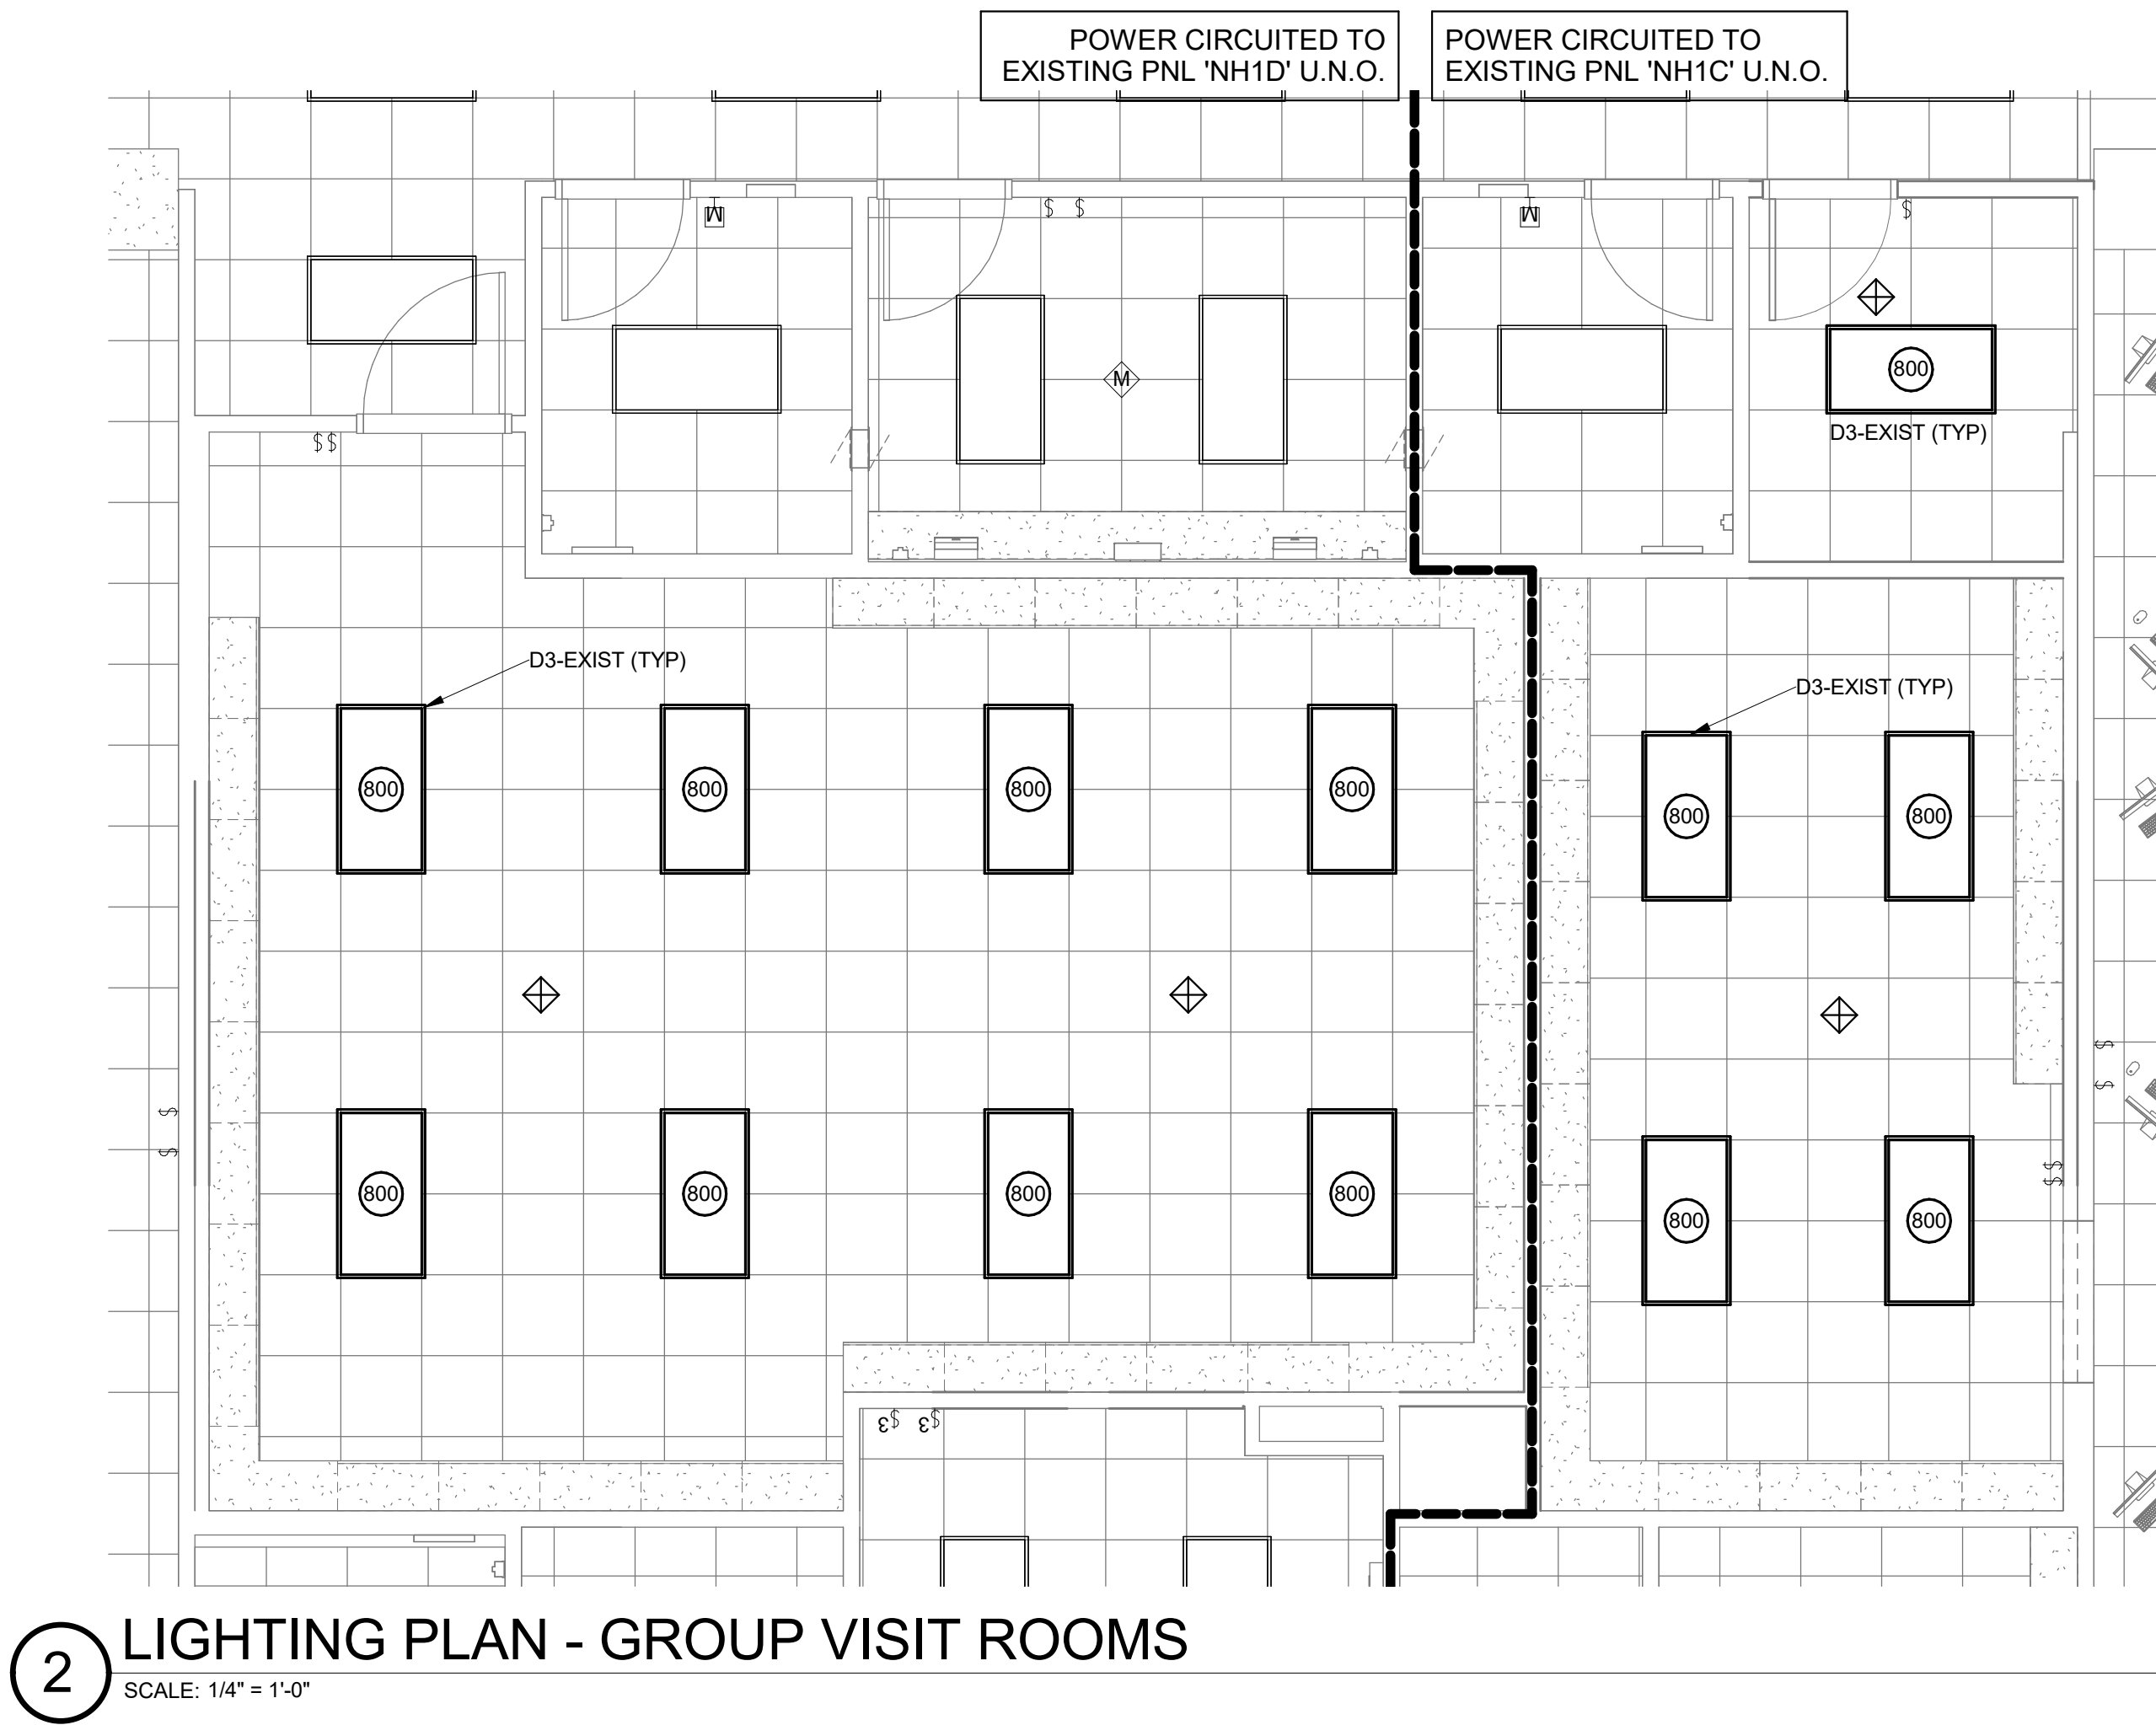 POWER CIRCUITED TO
EXISTING PNL 'NH1D' U.N.O.
POWER CIRCUITED TO
EXISTING PNL 'NH1C' U.N.O.
$ $
$
M
M
M
800
D3-EXIST (TYP)
$$
D3-EXIST (TYP)
D3-EXIST (TYP)
800
800
800
800
800
800
$
$
$
$
$$
800
800
800
800
800
800
$3 $3
2
LIGHTING PLAN - GROUP VISIT ROOMS
SCALE: 1/4" = 1'-0"